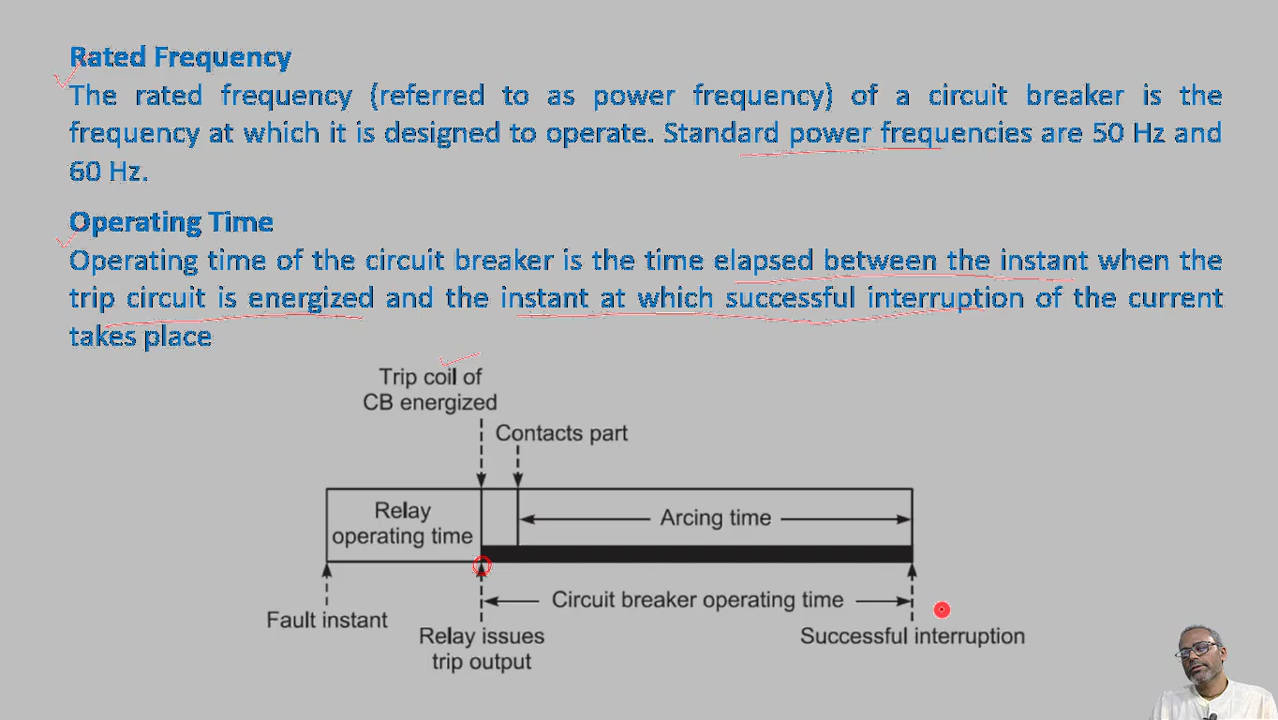 Rated Frequency
The rated frequency (referred to as power frequency) of a circuit breaker is the
frequency at which it is designed to operate. Standard power frequencies are 50 Hz and
60 Hz.
Operating Time
Operating time of the circuit breaker is the time elapsed between the instant when the
trip circuit is energized and the instant at which successful interruption of the current
takes place
Trip coil of
CB energized
Contacts part
Relay
operating time
Arcing time
Circuit breaker operating time
Fault instant
Relay issues
trip output
Successful interruption